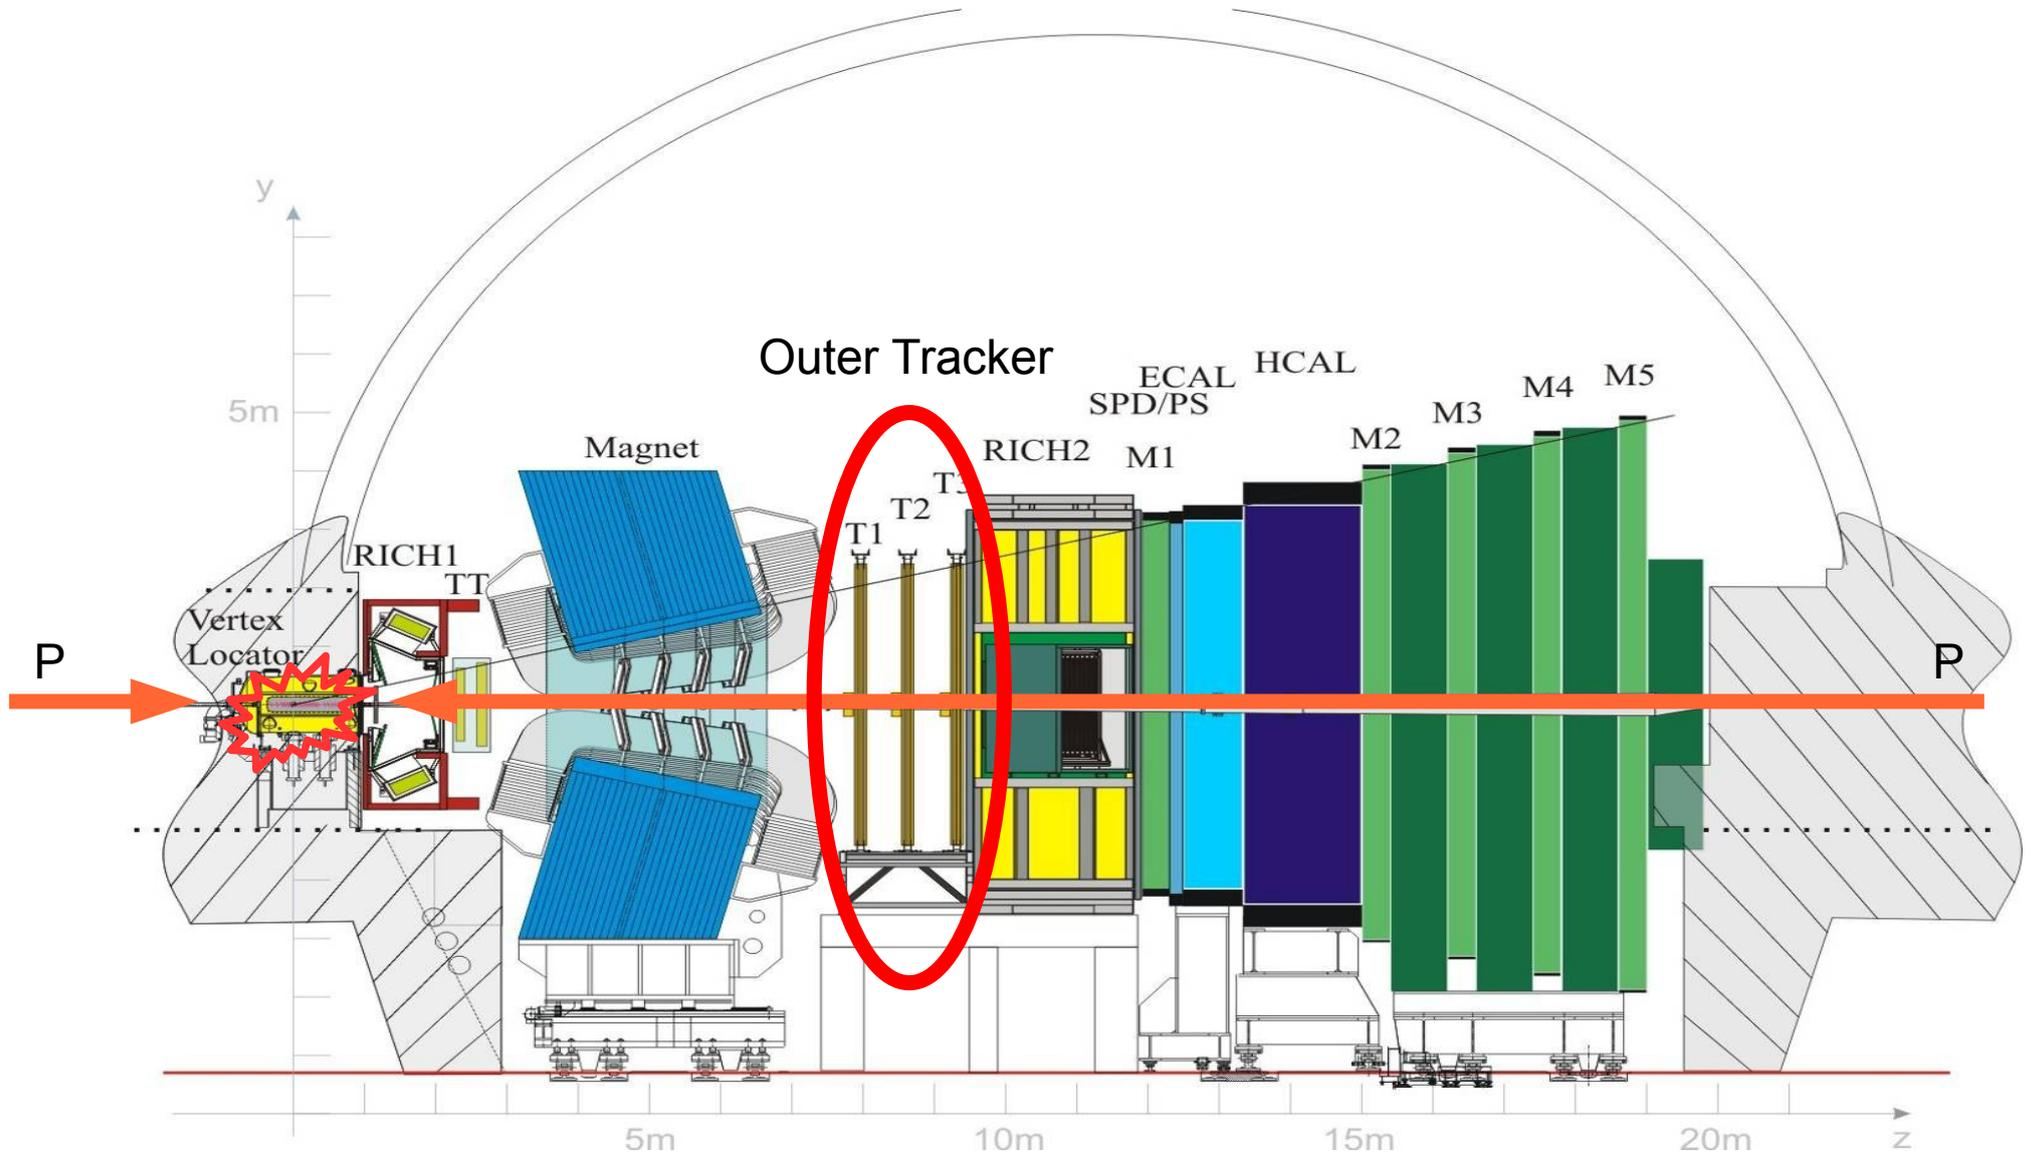 y
Outer Tracker
HCAL
ECAL
SPD/PS
M5
M4
M3
M2
5m
Magnet
RICH2
M1
T3
T2
T1
RICH1
TT
Vertex
Locator
P
P
5m
10m
15m
20m
z